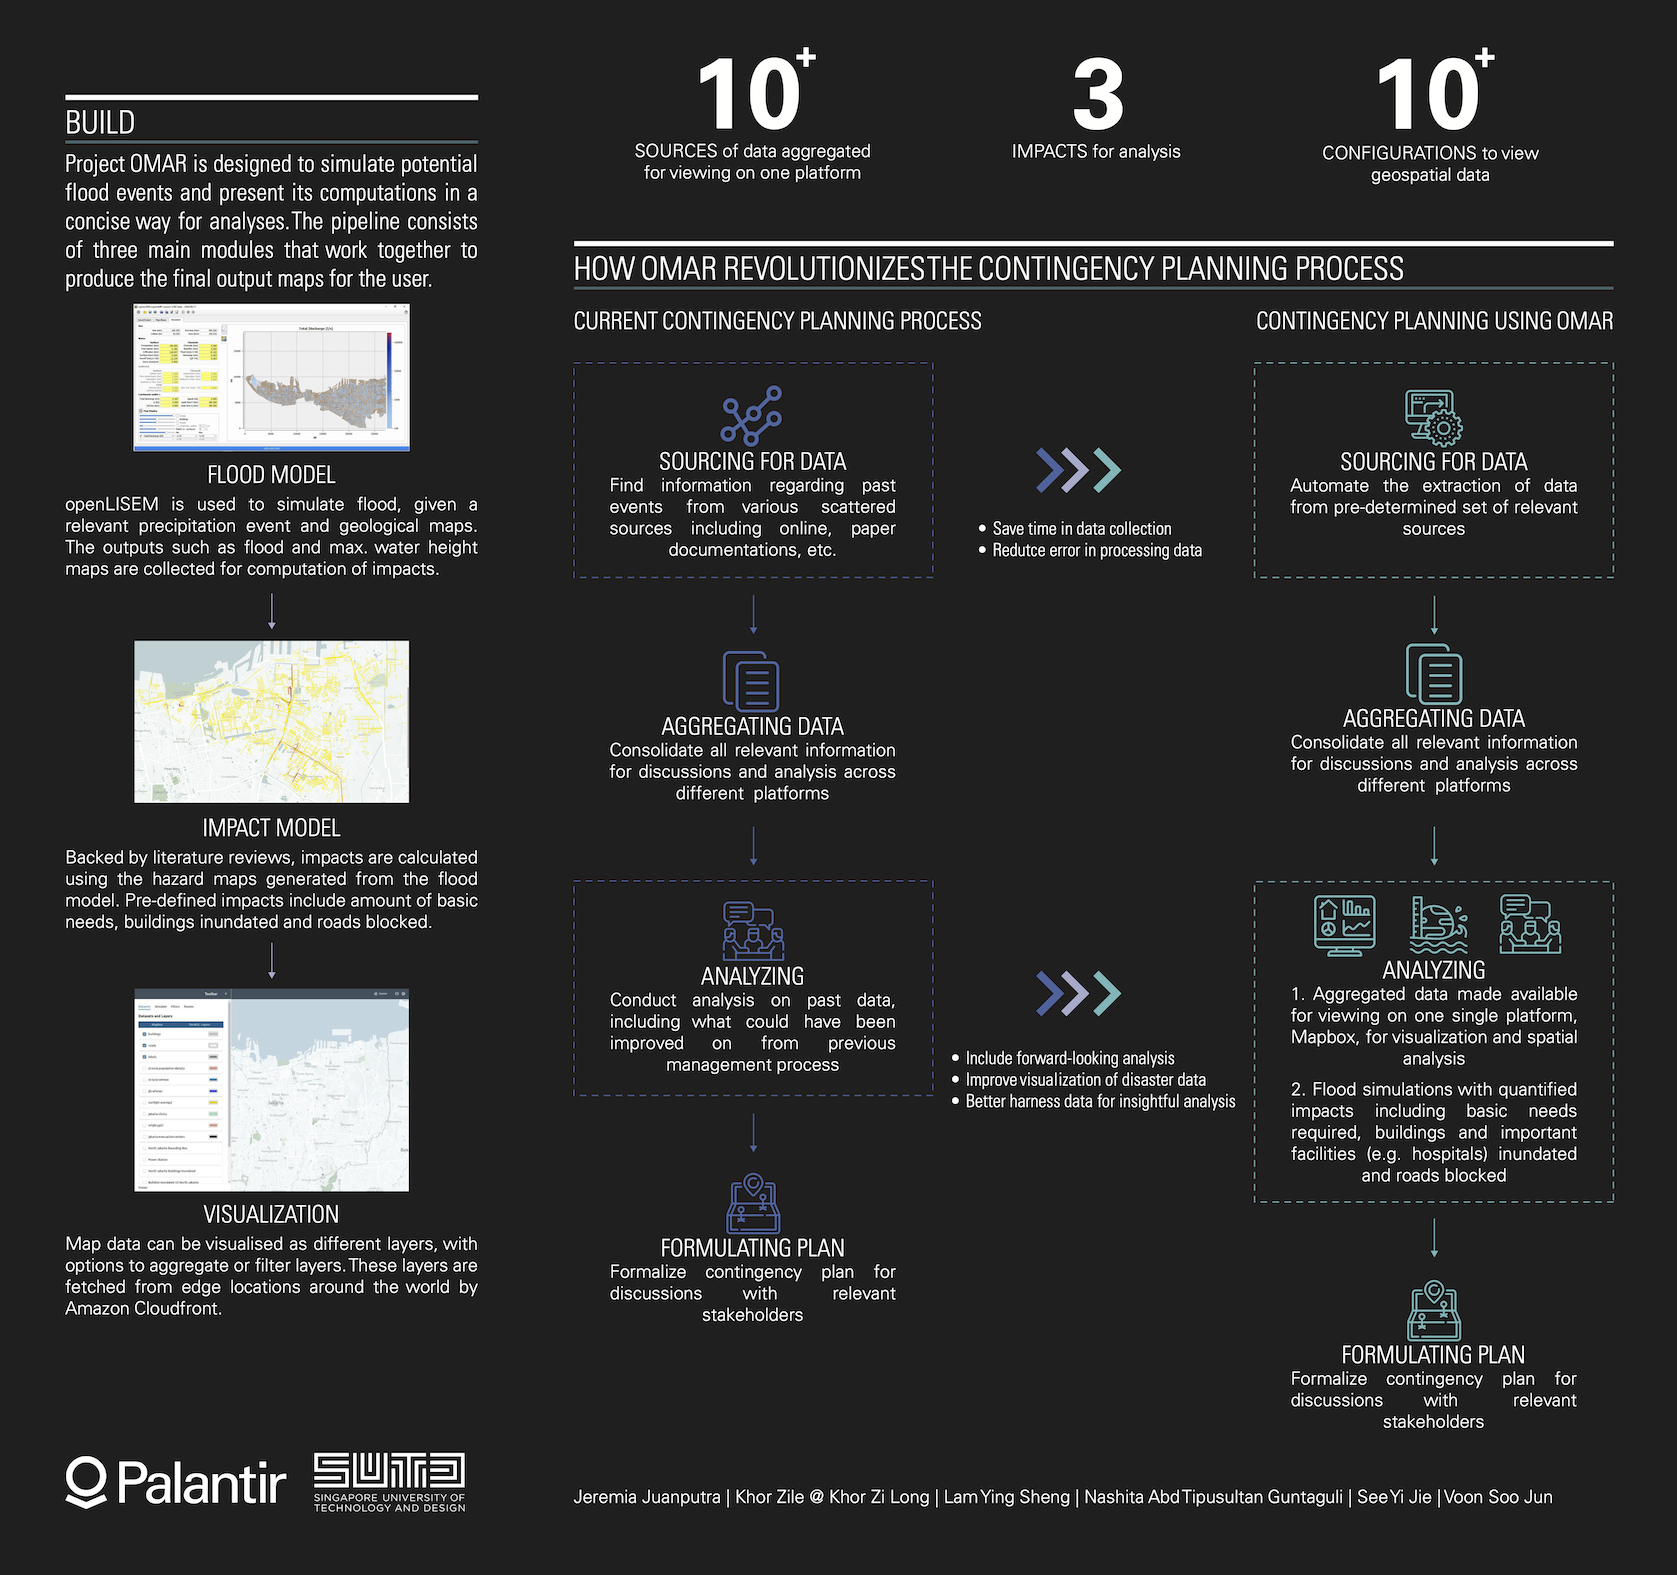 BUILD
Project OMAR is designed to simulate potential
flood events and present its computations in a
concise way for analyses. The pipeline consists
of three main modules that work together to
produce the final output maps for the user.
Total Discharge (l/s)
FLOOD MODEL
openLISEM is used to simulate flood, given a
relevant precipitation event and geological maps.
The outputs such as flood and max. water height
maps are collected for computation of impacts.
IMPACT MODEL
Backed by literature reviews, impacts are calculated
using the hazard maps generated from the flood
model. Pre-defined impacts include amount of basic
needs, buildings inundated and roads blocked.
Toolbar
Datasets and Layers
VISUALIZATION
Map data can be visualised as different layers, with
options to aggregate or filter layers. These layers are
fetched from edge locations around the world by
Amazon Cloudfront.
Palantir
SUTD
SINGAPORE UNIVERSITY OF
TECHNOLOGY AND DESIGN
10+
SOURCES of data aggregated
for viewing on one platform
3
IMPACTS for analysis
10+
CONFIGURATIONS to view
geospatial data
HOW OMAR REVOLUTIONIZES THE CONTINGENCY PLANNING PROCESS
CURRENT CONTINGENCY PLANNING PROCESS
SOURCING FOR DATA
Find information regarding past
events from various scattered
sources including online, paper
documentations, etc.
AGGREGATING DATA
Consolidate all relevant information
for discussions and analysis across
different platforms
ANALYZING
Conduct analysis on past data,
including what could have been
improved on from previous
management process
FORMULATING PLAN
Formalize contingency plan for
discussions with relevant
stakeholders
• Save time in data collection
• Redutce error in processing data
• Include forward-looking analysis
• Improve visualization of disaster data
• Better harness data for insightful analysis
CONTINGENCY PLANNING USING OMAR
SOURCING FOR DATA
Automate the extraction of data
from pre-determined set of relevant
sources
AGGREGATING DATA
Consolidate all relevant information
for discussions and analysis across
different platforms
ANALYZING
1. Aggregated data made available
for viewing on one single platform,
Mapbox, for visualization and spatial
analysis
2. Flood simulations with quantified
impacts including basic needs
required, buildings and important
facilities (e.g. hospitals) inundated
and roads blocked
FORMULATING PLAN
Formalize contingency plan for
discussions with relevant
stakeholders
Jeremia Juanputra | Khor Zile @ Khor Zi Long | Lam Ying Sheng | Nashita Abd Tipusultan Guntaguli | See Yi Jie | Voon Soo Jun